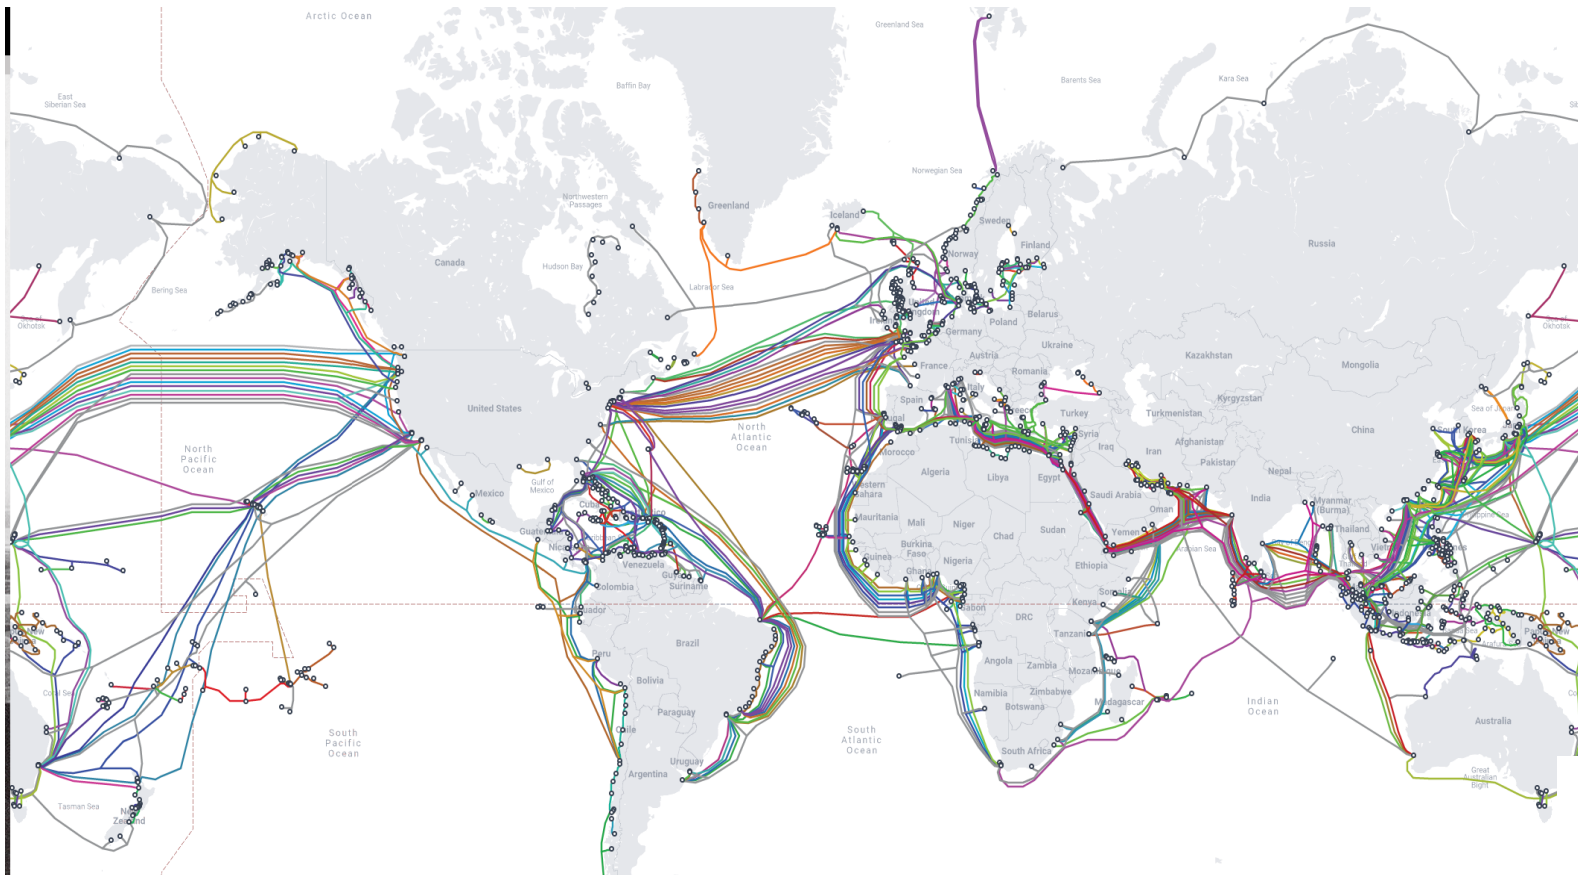 Arctic Ocean
Greenland Sea
East
Siberian Sea
Baffin Bay
Barents Sea
Kara Sea
Norwegian Sea
Northwestern
Passages
Greenland
Iceland
Sweden
Finland
Russia
Norway
Canada
Hudson Bay
Bering Sea
Labrador Sea
Okhotsk
Sea of
Okhotsk
Poland
Belarus
Germany
Ukraine
Kazakhstan
Mongolia
France
Austria
Romania
Italy
Spain
Kyrgyzstan
United States
Turkey
Turkmenistan
North
Pacific
Ocean
North
Atlantic
Ocean
China
Syria
Iraq
Iran
Afghanistan
Pakistan
Morocco
Algeria
Libya
Egypt
Nepal
India
Gulf of
Mexico
Mexico
Cuba
Saudi Arabia
Oman
Myanmar
(Burma)
Thailand
Mauritania
Mali
Niger
Chad
Sudan
Yemen
Arabian Sea
Burkina
Faso
Nigeria
Ethiopia
Guinea
Ghana
Venezuela
Suriname
Colombia
Kenya
Gabon
DRC
Tanzania
Brazil
Peru
Angola
Zambia
Bolivia
Namibia
Zimbabwe
Botswana
Madagascar
Paraguay
Chile
Indian
Ocean
Australia
South
Pacific
Ocean
South
Atlantic
Ocean
South Africa
Uruguay
Argentina
Great
Australian
Bight
Tasman Sea